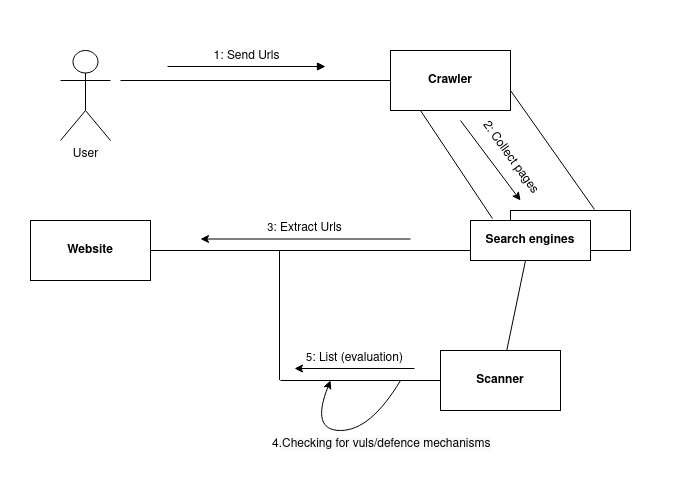 1: Send Urls
Crawler
User
2: Collect pages
3: Extract Urls
Website
Search engines
5: List (evaluation)
Scanner
4.Checking for vuls/defence mechanisms